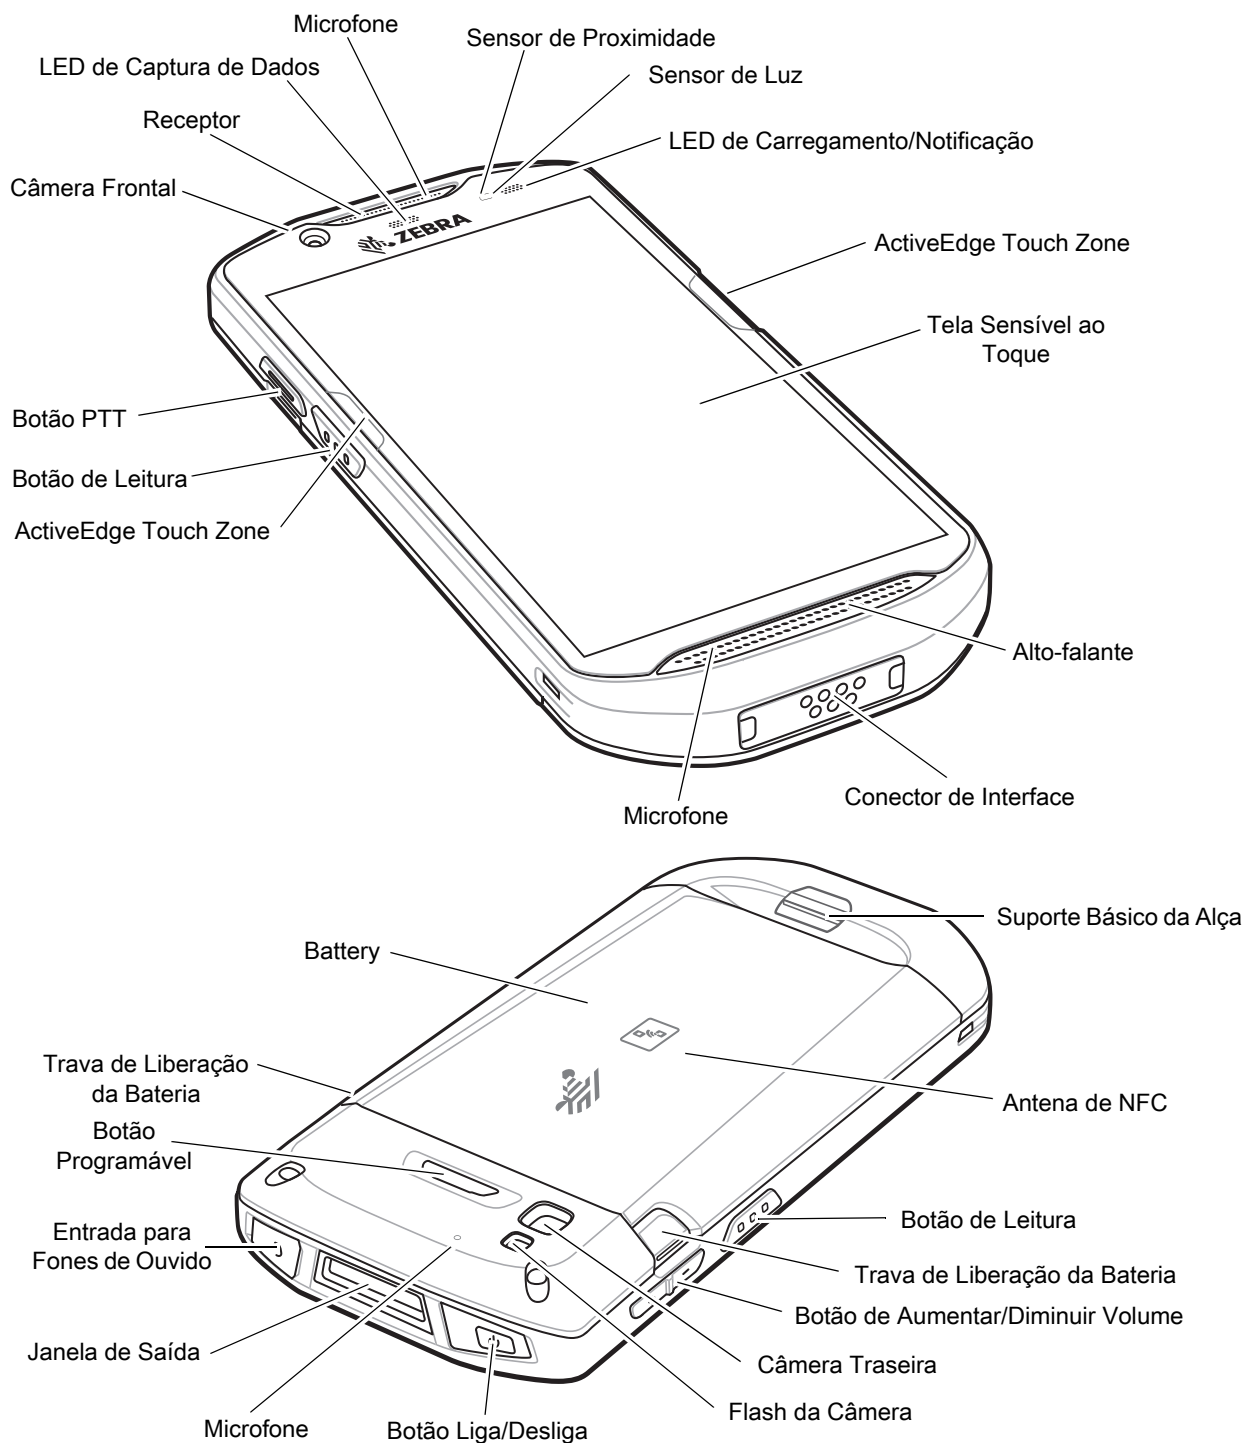 Microfone
Sensor de Proximidade
LED de Captura de Dados
Sensor de Luz
Receptor
LED de Carregamento/Notificação
Câmera Frontal
ZEBRA
ActiveEdge Touch Zone
Tela Sensível ao
Toque
Botão PTT
Botão de Leitura
ActiveEdge Touch Zone
Alto-falante
Conector de Interface
Microfone
Suporte Básico da Alça
Battery
Trava de Liberação
da Bateria
Antena de NFC
Botão
Programável
Entrada para
Fones de Ouvido
Botão de Leitura
Trava de Liberação da Bateria
Botão de Aumentar/Diminuir Volume
Janela de Saída
Câmera Traseira
Flash da Câmera
Microfone
Botão Liga/Desliga